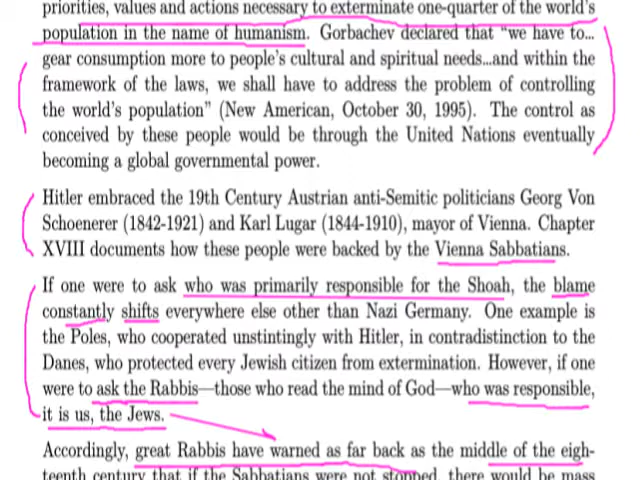 priorities, values and actions necessary to exterminate one-quarter of the world's
population in the name of humanism. Gorbachev declared that "we have to...
gear consumption more to people's cultural and spiritual needs...and within the
framework of the laws, we shall have to address the problem of controlling
the world's population" (New American, October 30, 1995). The control as
conceived by these people would be through the United Nations eventually
becoming a global governmental power.
Hitler embraced the 19th Century Austrian anti-Semitic politicians Georg Von
Schoenerer (1842-1921) and Karl Lugar (1844-1910), mayor of Vienna. Chapter
XVIII documents how these people were backed by the Vienna Sabbatians.
If one were to ask who was primarily responsible for the Shoah, the blame
constantly shifts everywhere else other than Nazi Germany. One example is
the Poles, who cooperated unstintingly with Hitler, in contradistinction to the
Danes, who protected every Jewish citizen from extermination. However, if one
were to ask the Rabbis—those who read the mind of God—who was responsible,
it is us, the Jews.
Accordingly, great Rabbis have warned as far back as the middle of the eigh-
teenth century that if the Sabbatians were not stopped, there would be mass